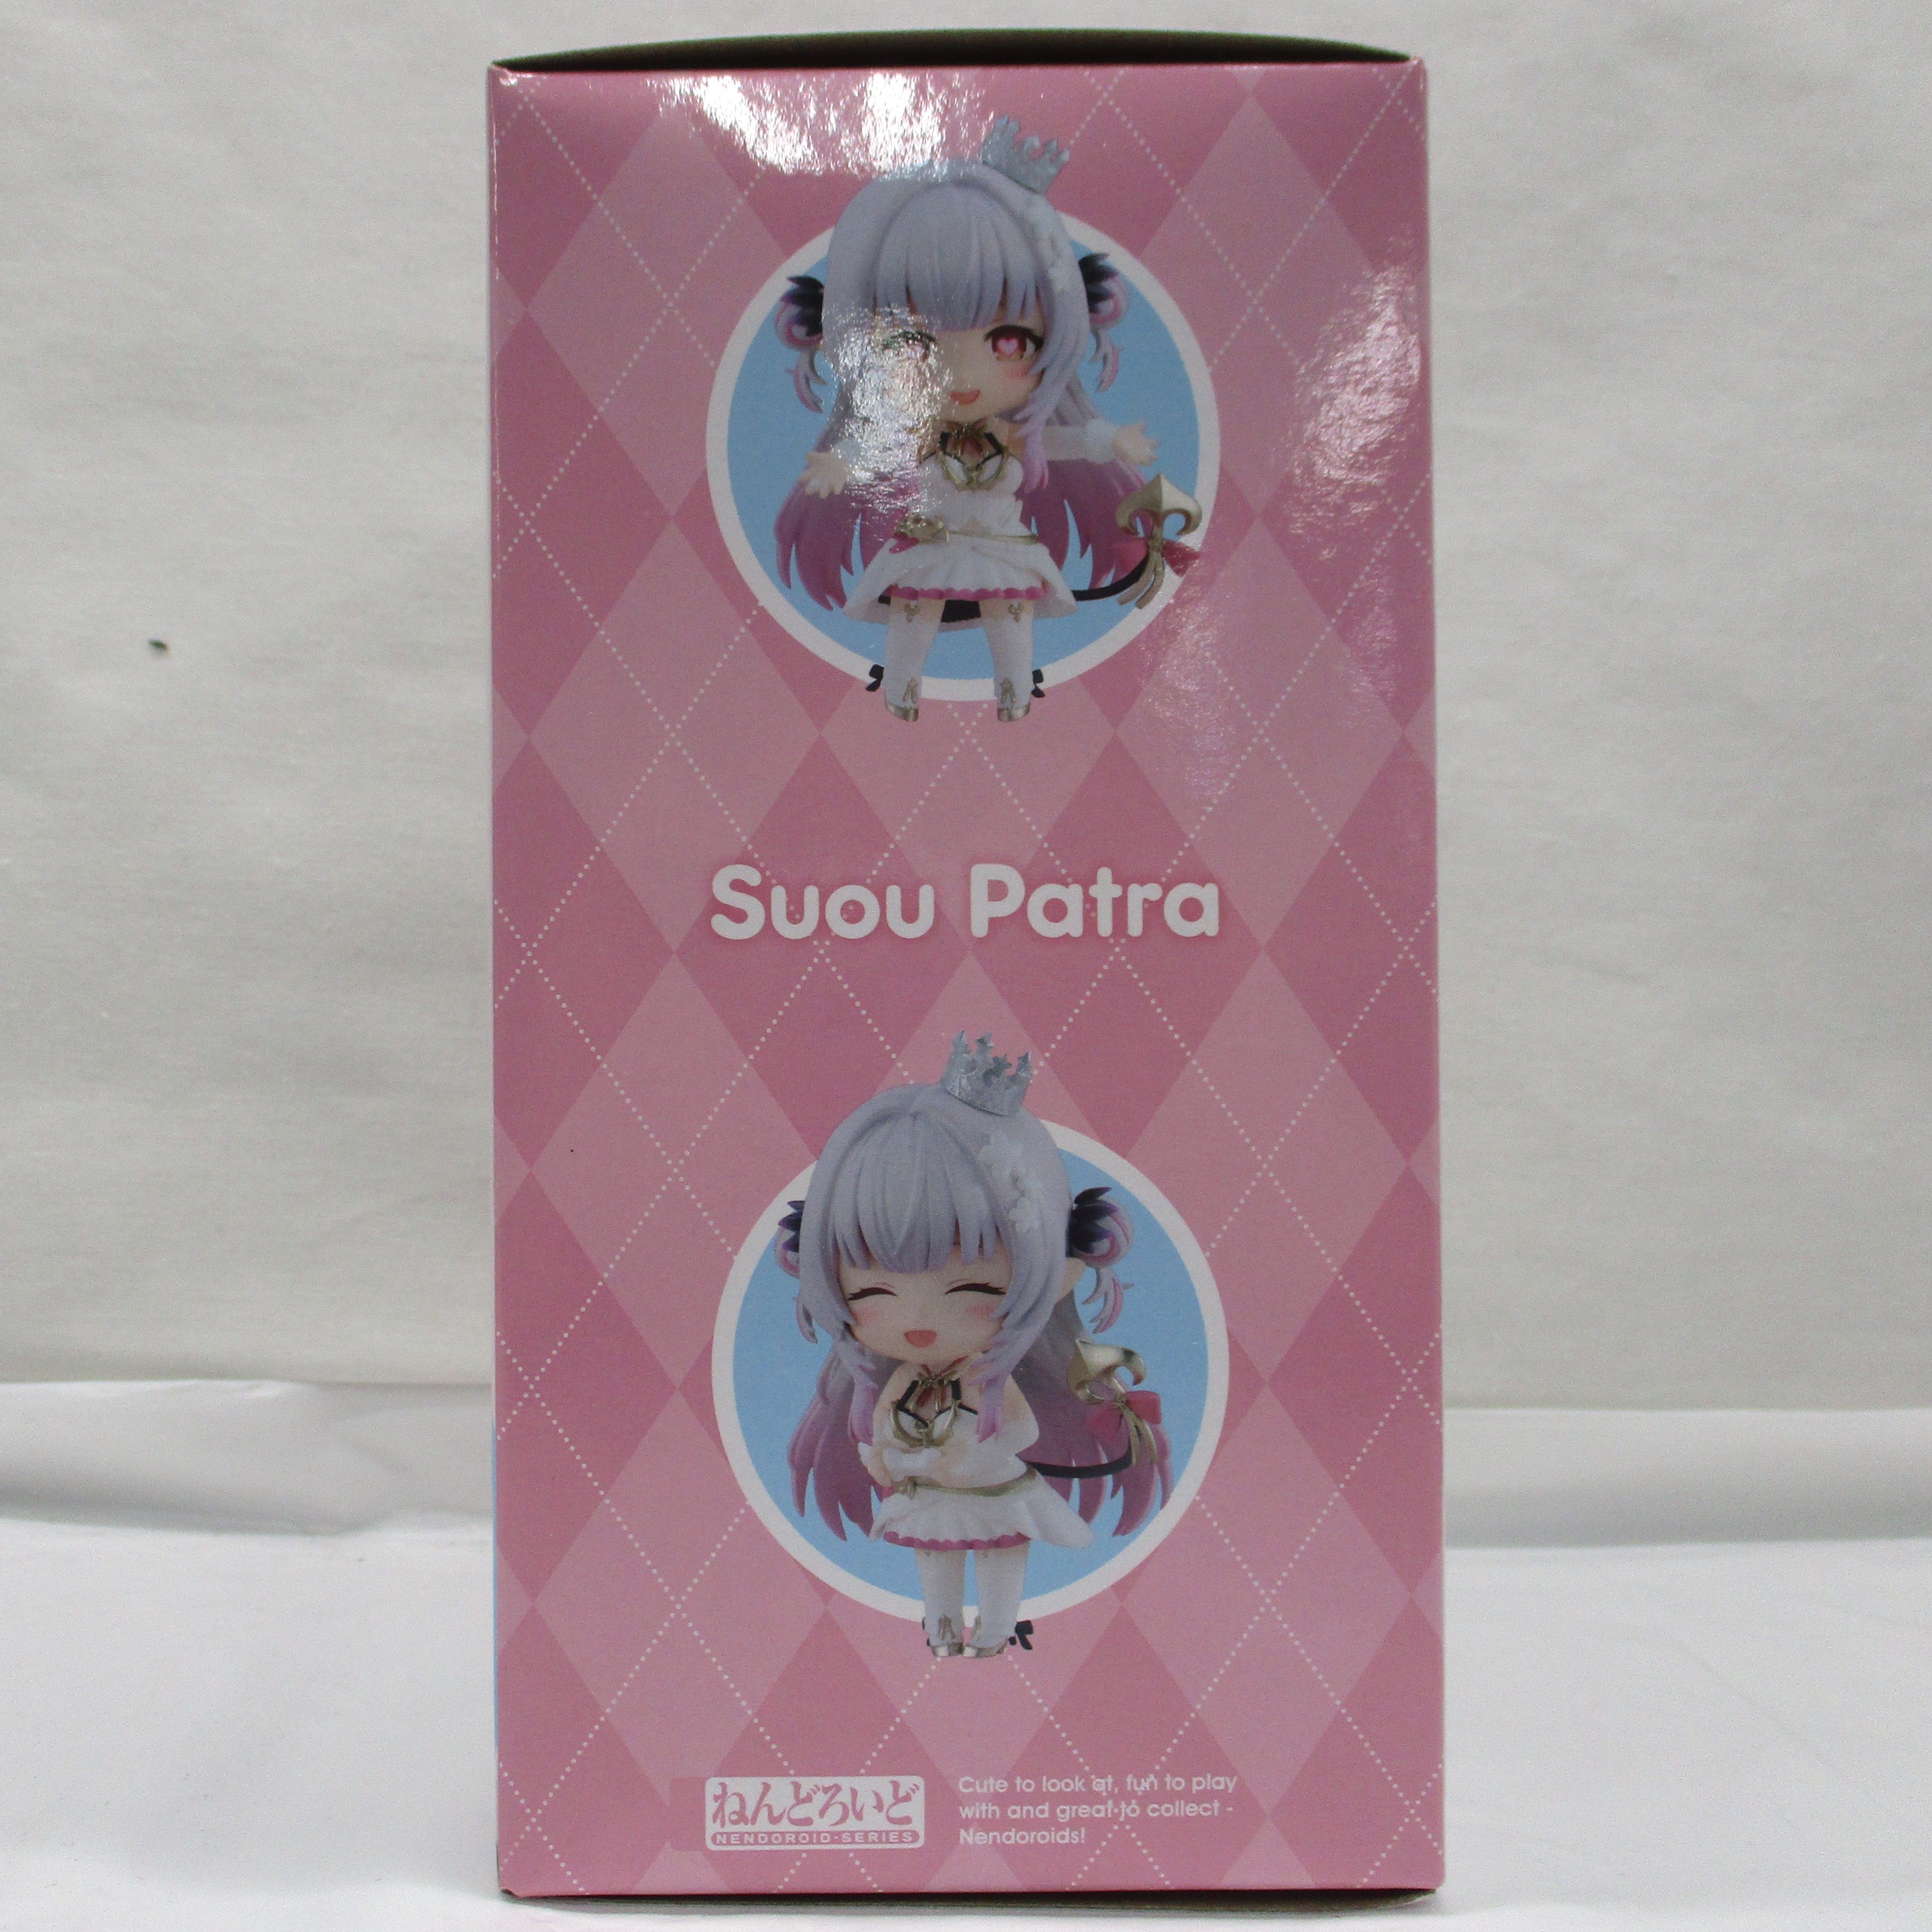 Suou Patra
ねんどろいど
NENDOROID·SERIES
Cute to look at, fun to play
with and great to collect -
Nendoroids!